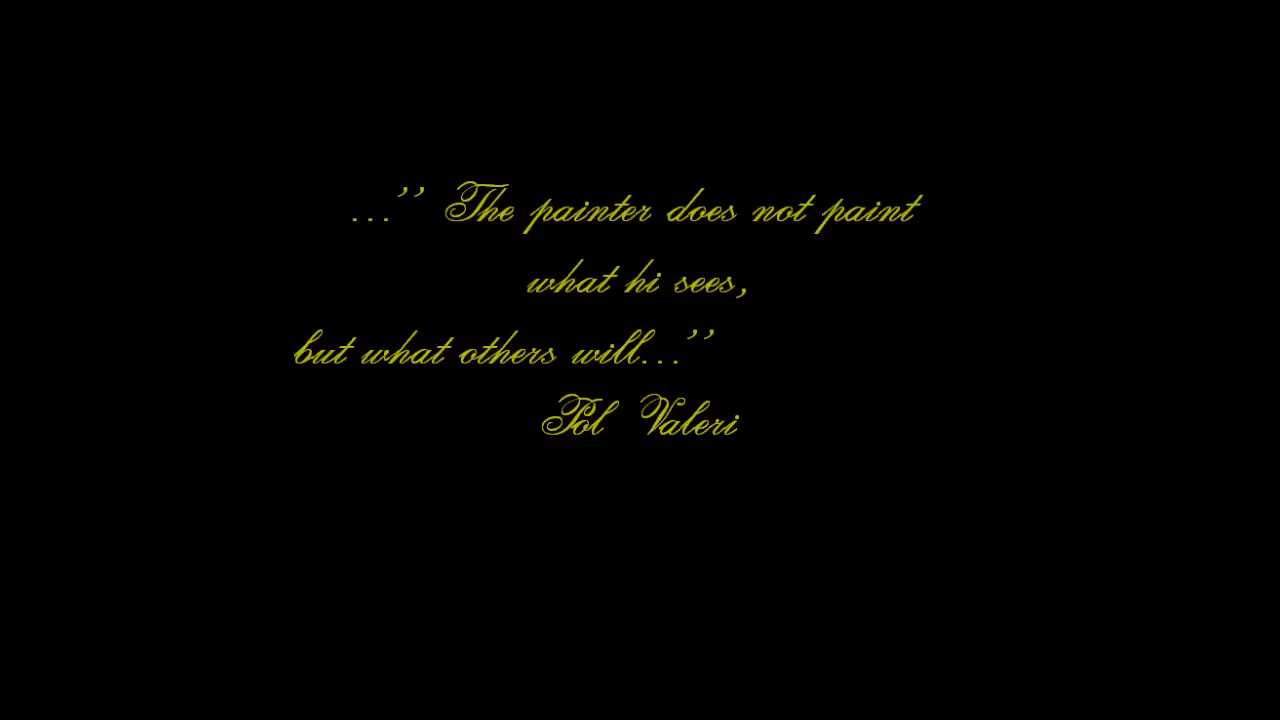 ...’’ The painter does not paint
what hi sees,
but what others will...’’
Pol Valeri